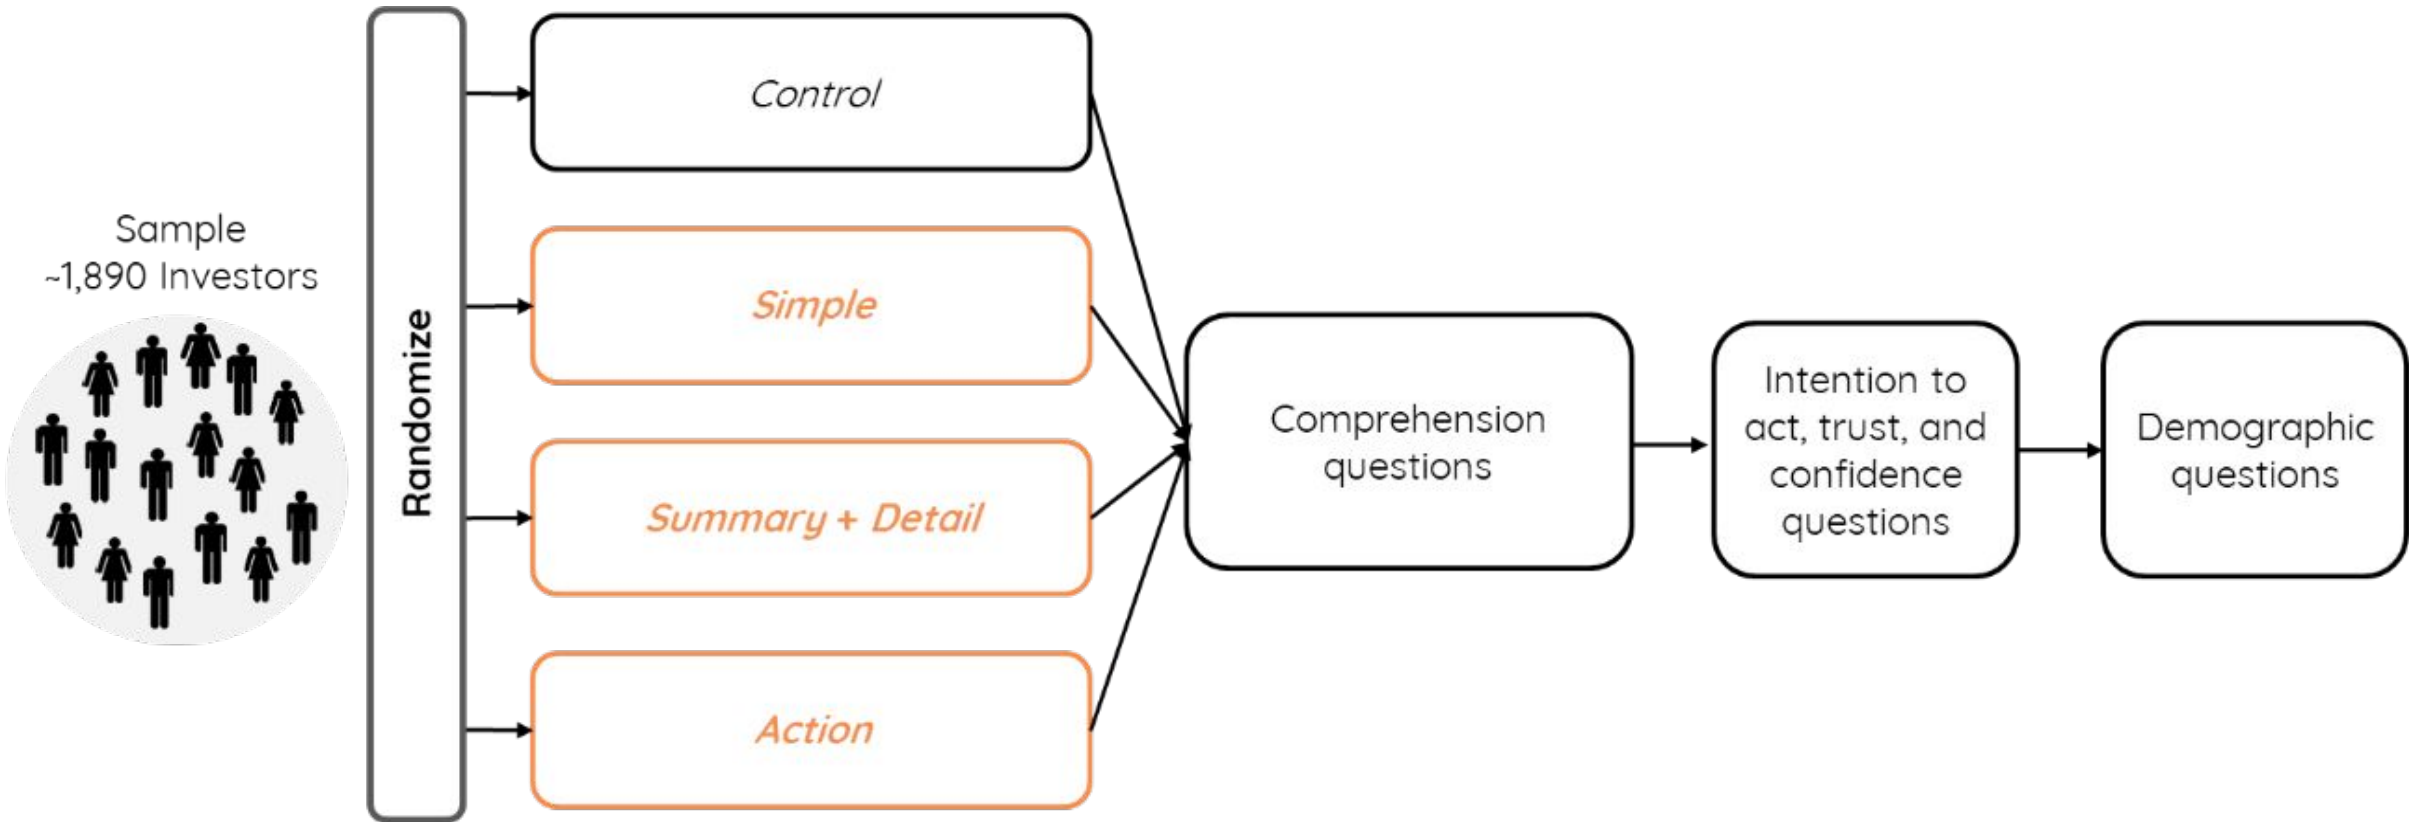 Sample
~1,890 Investors
Randomize
Control
Simple
Summary + Detail
Action
Comprehension
questions
Intention to
act, trust, and
confidence
questions
Demographic
questions